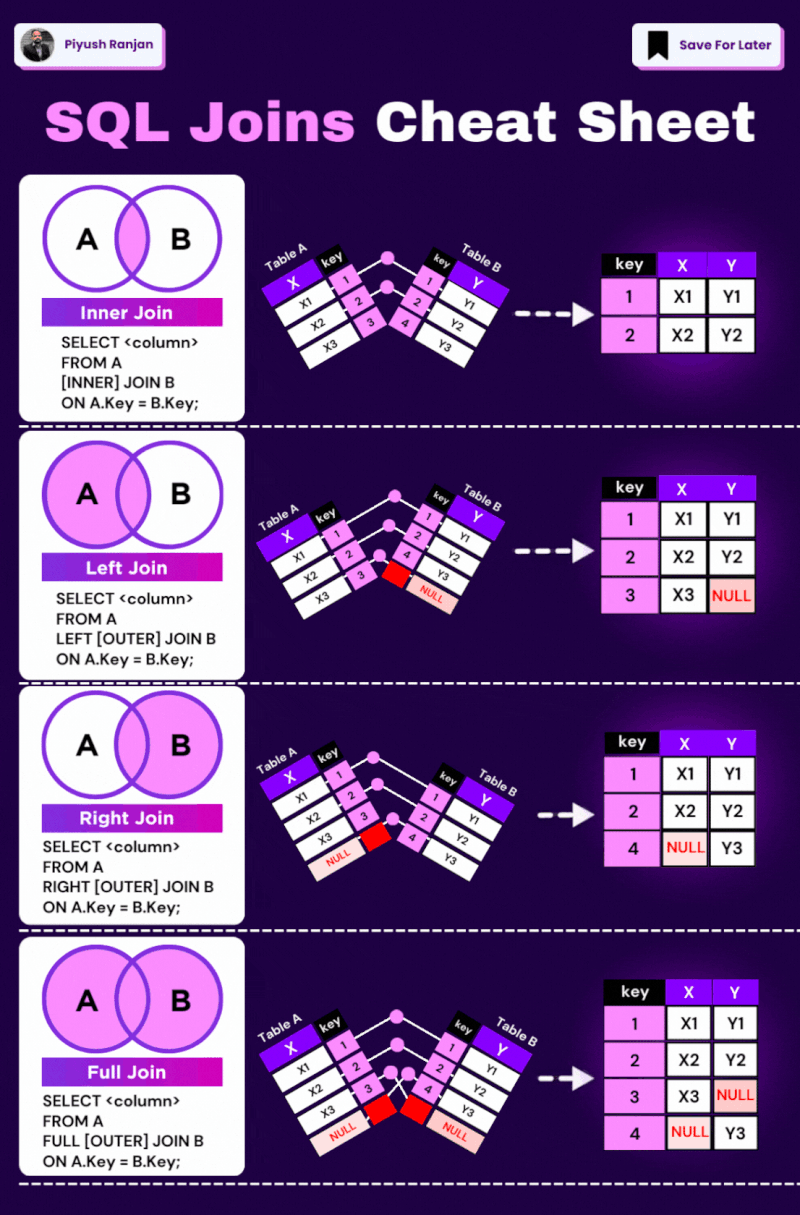 Piyush Ranjan
Save For Later
SQL Joins Cheat Sheet
A B
Inner Join
SELECT <column>
FROM A
[INNER] JOIN B
ON A.Key = B.Key;
Table A
X key
X1 1
X2 2
X3 3
Table B
key Y
1 Y1
2 Y2
4 Y3
key X Y
1 X1 Y1
2 X2 Y2
A B
Left Join
SELECT <column>
FROM A
LEFT [OUTER] JOIN B
ON A.Key = B.Key;
Table A
X key
X1 1
X2 2
X3 3
Table B
key Y
1 Y1
2 Y2
4 Y3
NULL
key X Y
1 X1 Y1
2 X2 Y2
3 X3 NULL
A B
Right Join
SELECT <column>
FROM A
RIGHT [OUTER] JOIN B
ON A.Key = B.Key;
Table A
X key
X1 1
X2 2
X3 3
NULL
Table B
key Y
1 Y1
2 Y2
4 Y3
key X Y
1 X1 Y1
2 X2 Y2
4 NULL Y3
A B
Full Join
SELECT <column>
FROM A
FULL [OUTER] JOIN B
ON A.Key = B.Key;
Table A
X key
X1 1
X2 2
X3 3
NULL
Table B
key Y
1 Y1
2 Y2
4 Y3
NULL
key X Y
1 X1 Y1
2 X2 Y2
3 X3 NULL
4 NULL Y3